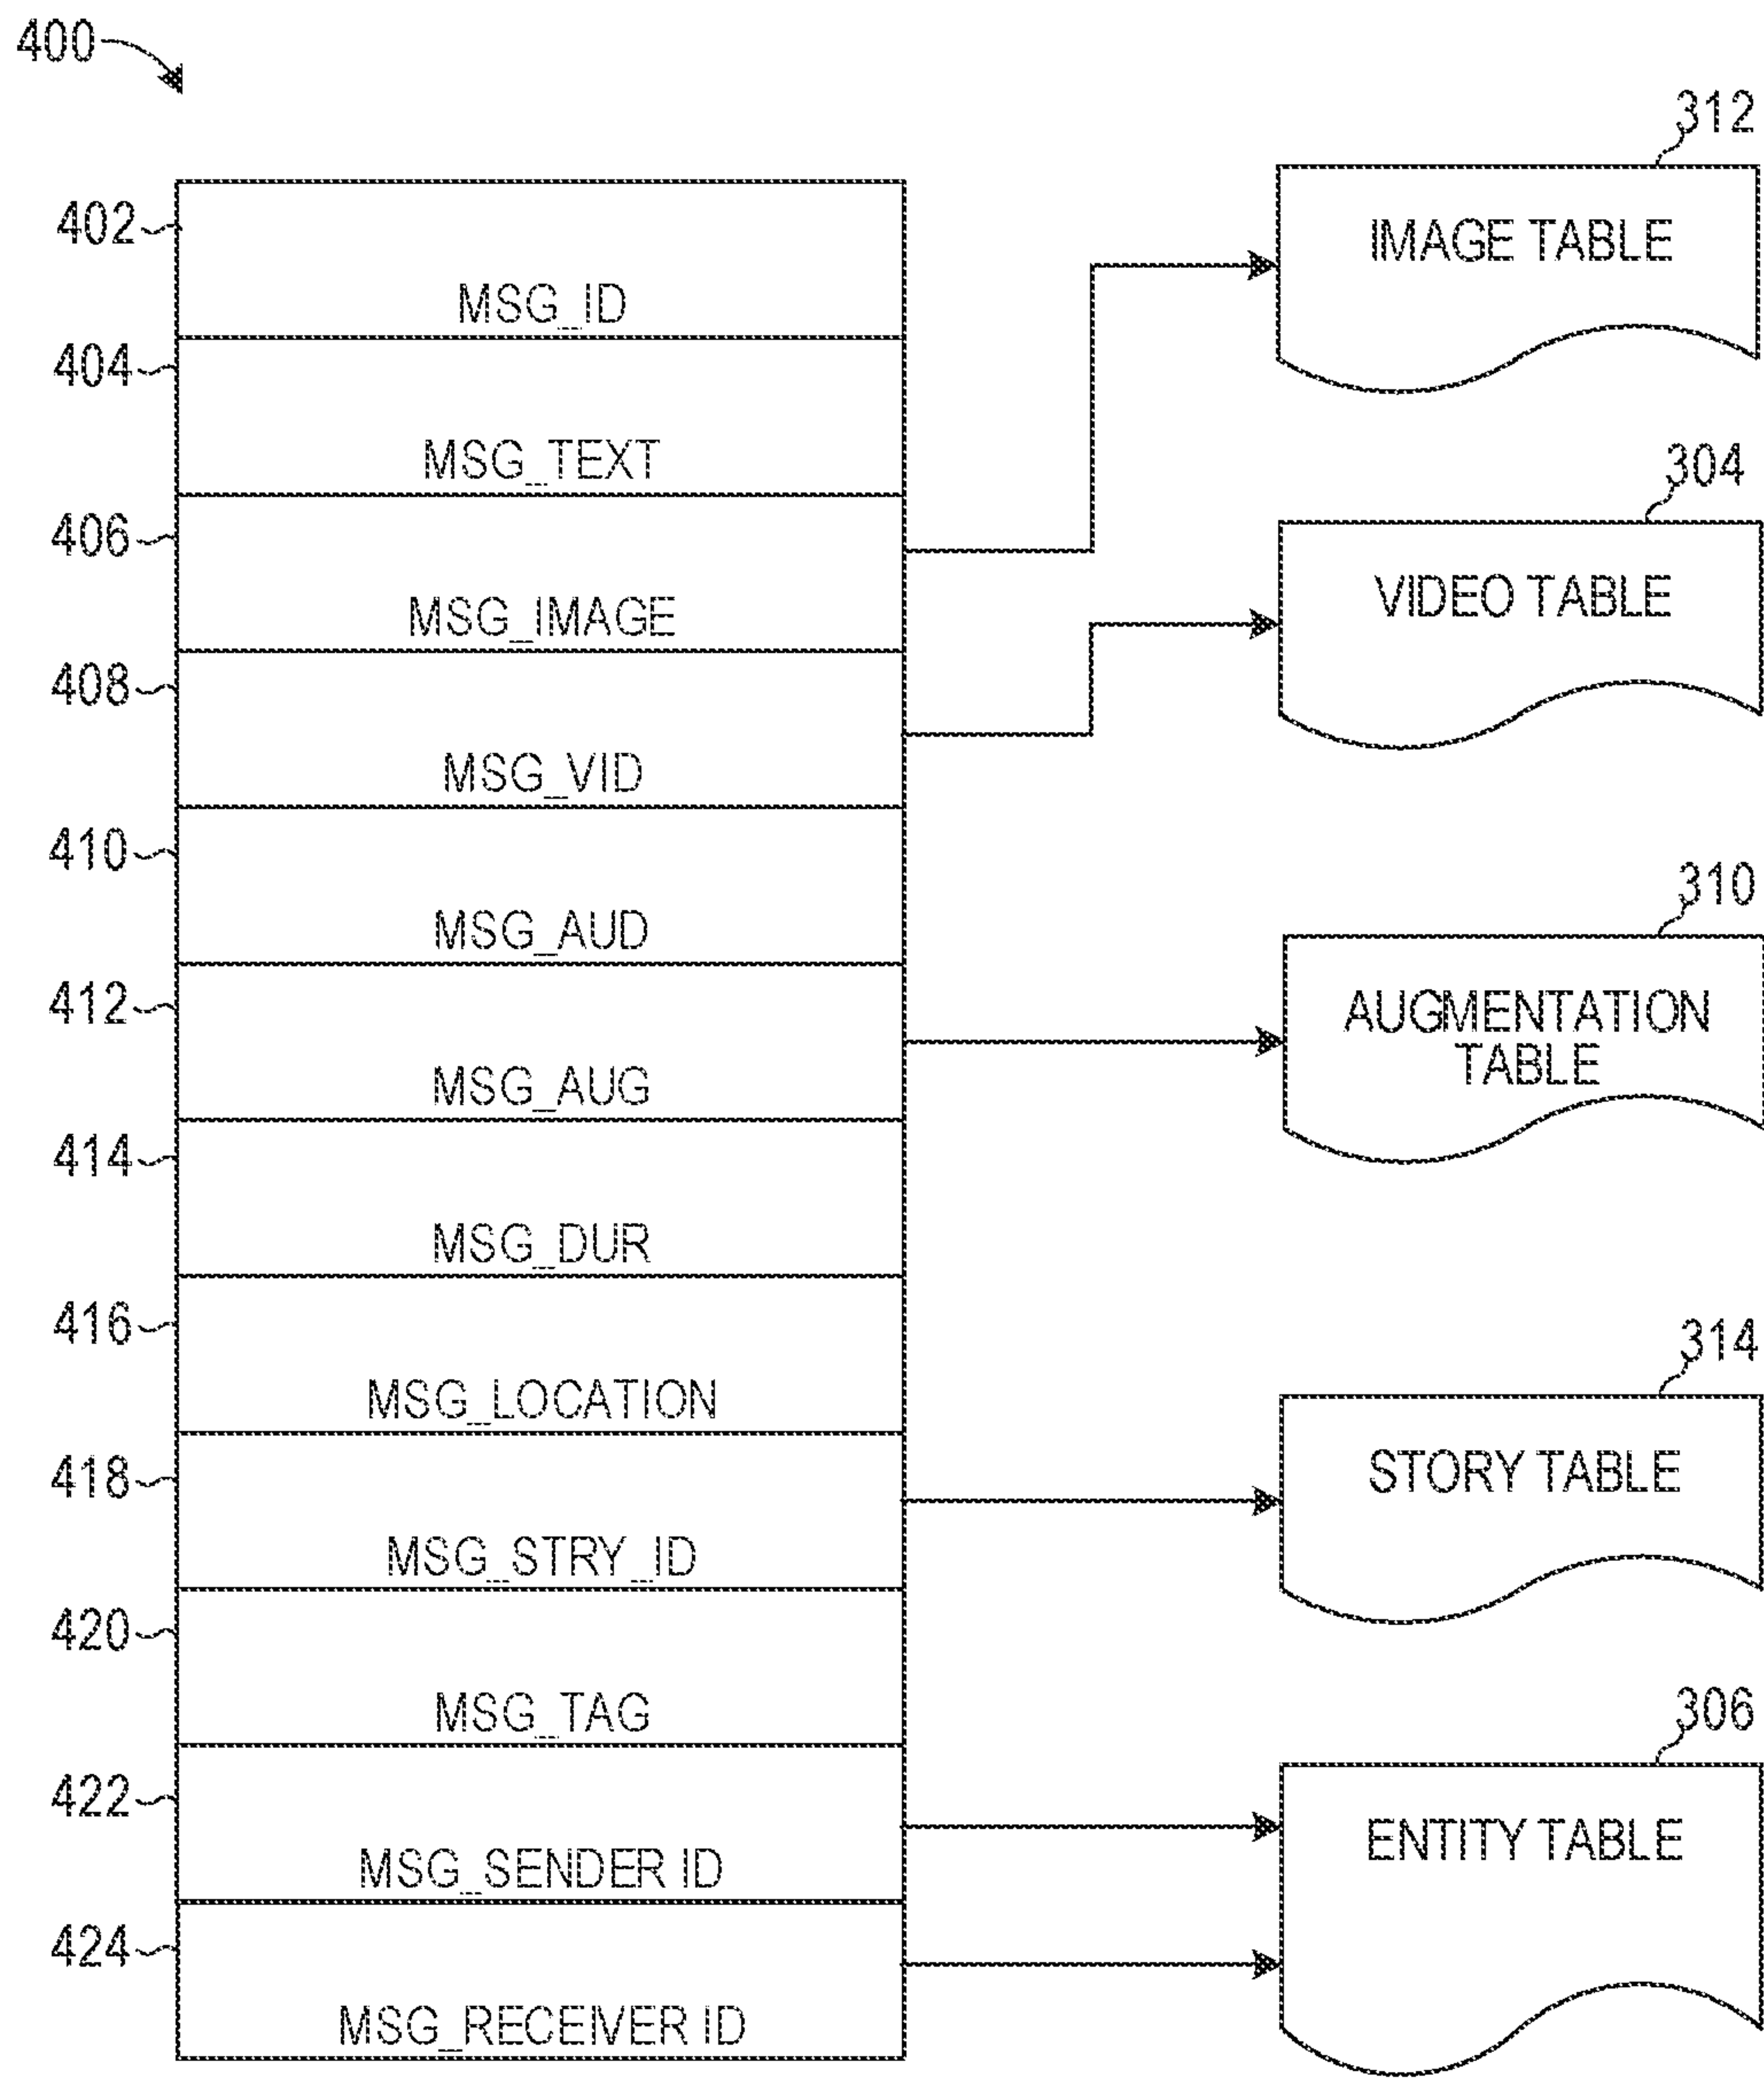 400
312
402
IMAGE TABLE
MSG_ID
404
MSG_TEXT
304
406
VIDEO TABLE
MSG_IMAGE
408
MSG_VID
410
310
MSG_AUD
412
AUGMENTATION
TABLE
MSG_AUG
414
MSG_DUR
416
314
MSG_LOCATION
418
STORY TABLE
MSG_STRY_ID
420
MSG_TAG
306
422
ENTITY TABLE
MSG_SENDER ID
424
MSG_RECEIVER ID